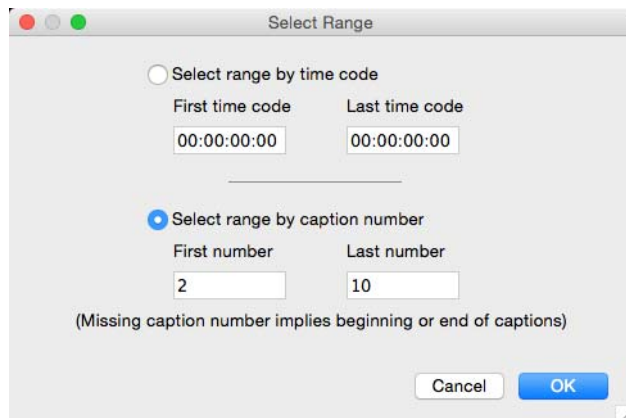 Select Range
Select range by time code
First time code Last time code
00:00:00:00 00:00:00:00
Select range by caption number
First number Last number
2 10
(Missing caption number implies beginning or end of captions)
Cancel OK